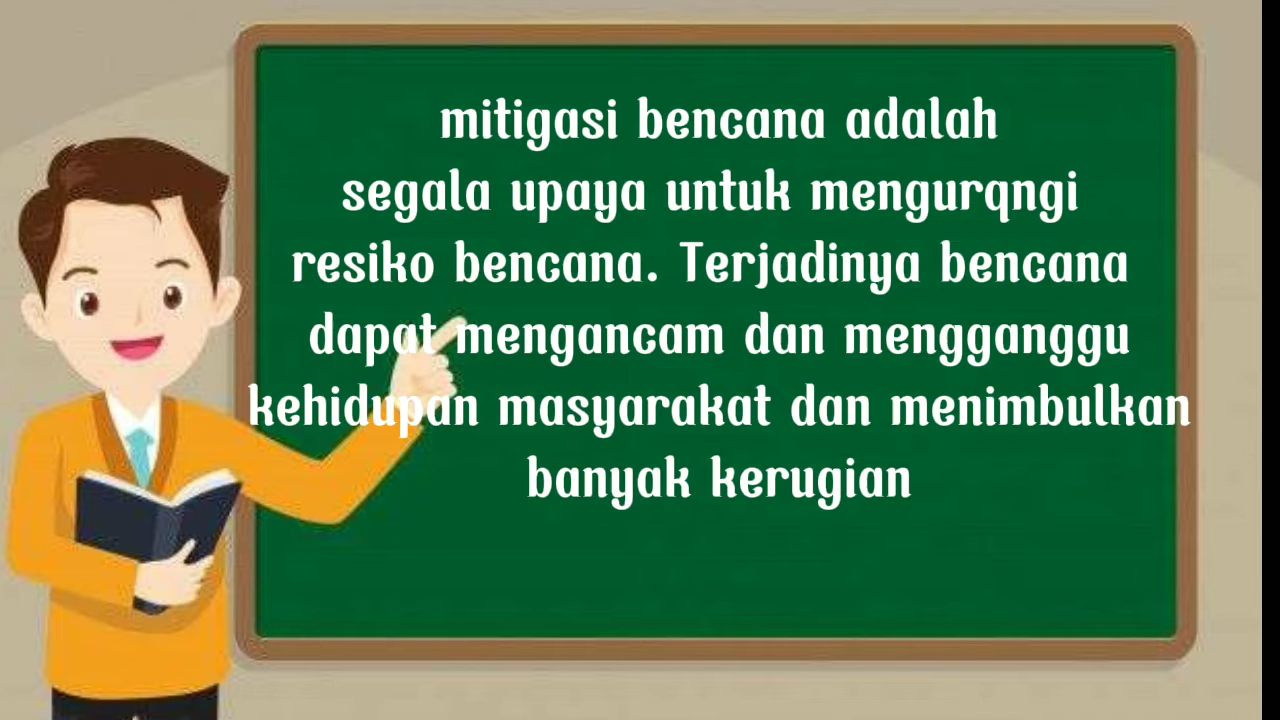 mitigasi bencana adalah
segala upaya untuk mengurqngi
resiko bencana. Terjadinya bencana
dapat mengancam dan mengganggu
kehidupan masyarakat dan menimbulkan
banyak kerugian